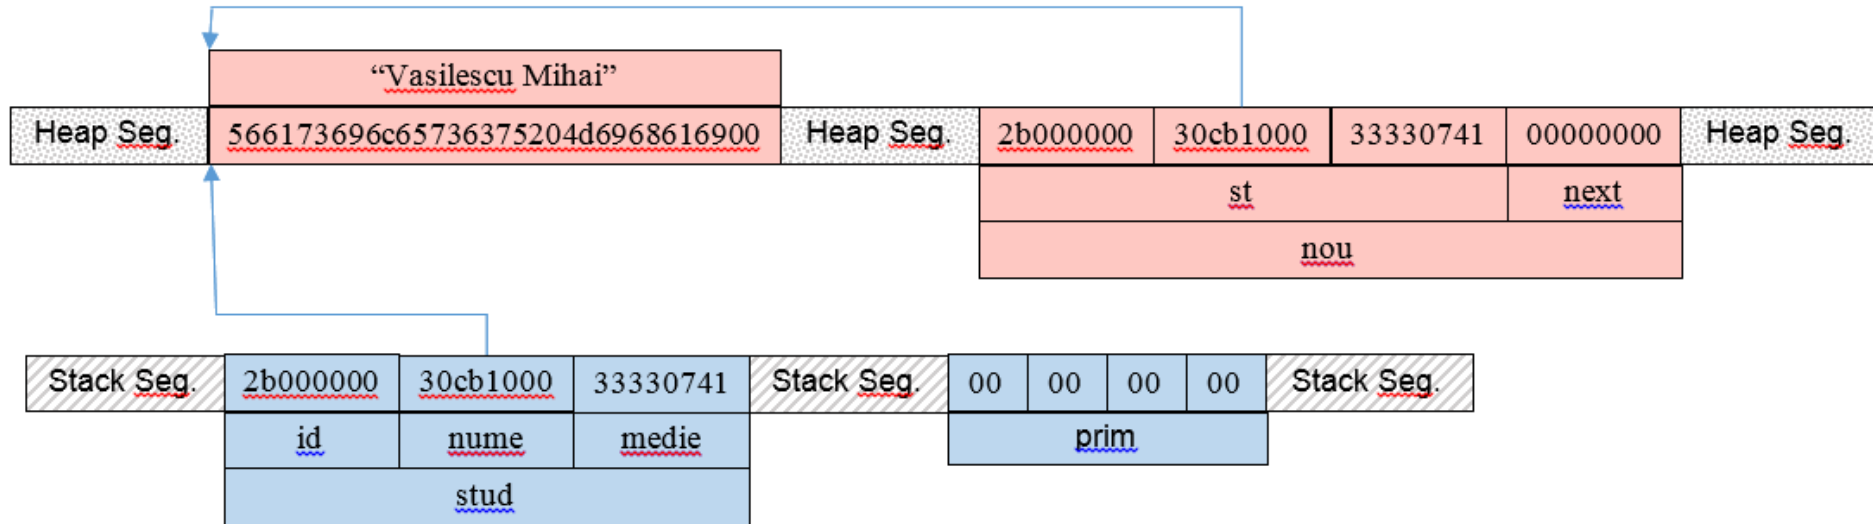 “Vasilescu Mihai”
Heap Seg. 566173696c65736375204d6968616900 Heap Seg. 2b000000 30cb1000 33330741 00000000 Heap Seg.
st next
nou
Stack Seg. 2b000000 30cb1000 33330741 Stack Seg. 00 00 00 00 Stack Seg.
id nume medie prim
stud